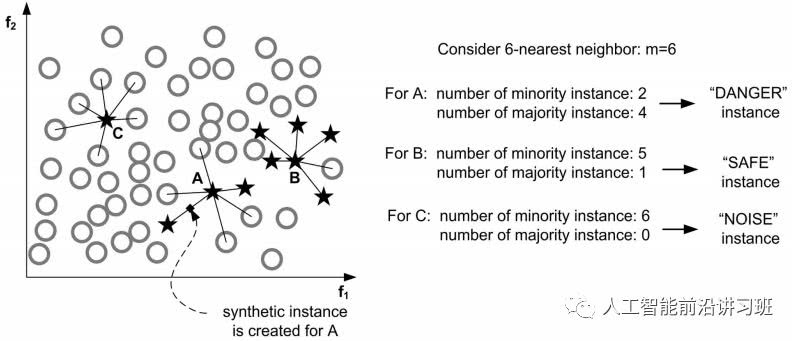 f2
Consider 6-nearest neighbor: m=6
For A: number of minority instance: 2
number of majority instance: 4
“DANGER”
instance
C
For B: number of minority instance: 5
number of majority instance: 1
“SAFE”
instance
A
B
For C: number of minority instance: 6
number of majority instance: 0
“NOISE”
instance
f1
synthetic instance
is created for A
人工智能前沿讲习班